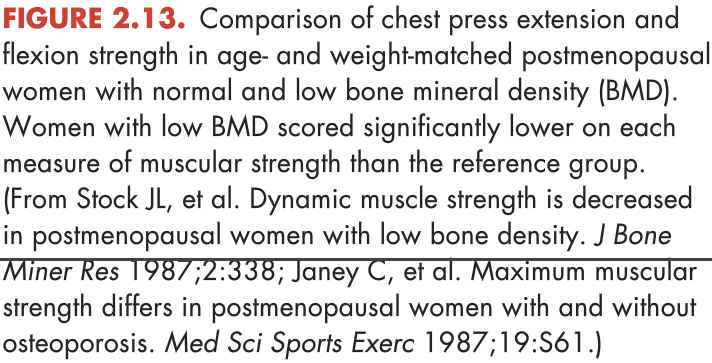 FIGURE 2.13. Comparison of chest press extension and
flexion strength in age- and weight-matched postmenopausal
women with normal and low bone mineral density (BMD).
Women with low BMD scored significantly lower on each
measure of muscular strength than the reference group.
(From Stock JL, et al. Dynamic muscle strength is decreased
in postmenopausal women with low bone density. J Bone
Miner Res 1987;2:338; Janey C, et al. Maximum muscular
strength differs in postmenopausal women with and without
osteoporosis. Med Sci Sports Exerc 1987;19:S61.)